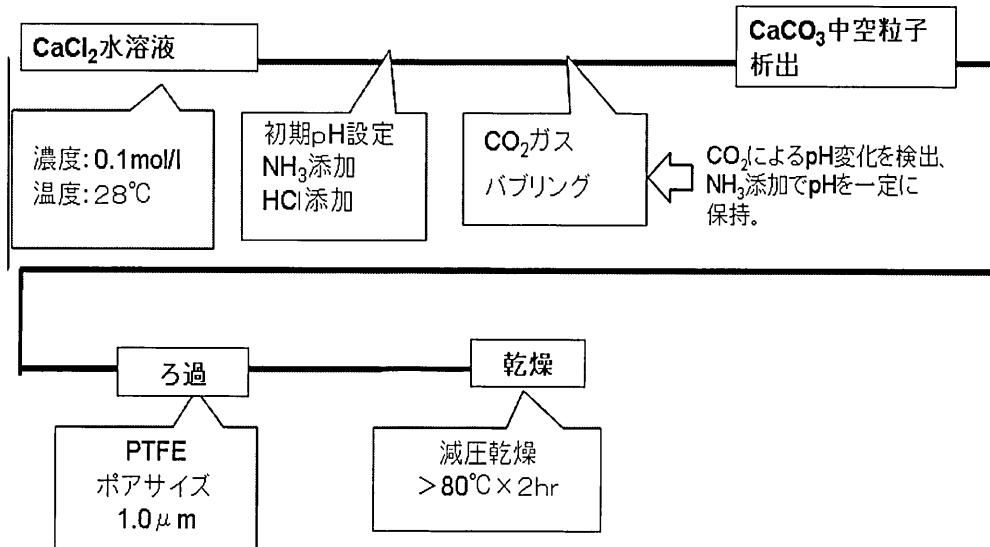 CaCl₂水溶液
CaCO₃中空粒子
析出
濃度:0.1mol/l
温度:28℃
初期pH設定
NH₃添加
HCl添加
CO₂ガス
バブリング
CO₂によるpH変化を検出、
NH₃添加でpHを一定に
保持。
ろ過
乾燥
PTFE
ポアサイズ
1.0μm
減圧乾燥
>80℃×2hr